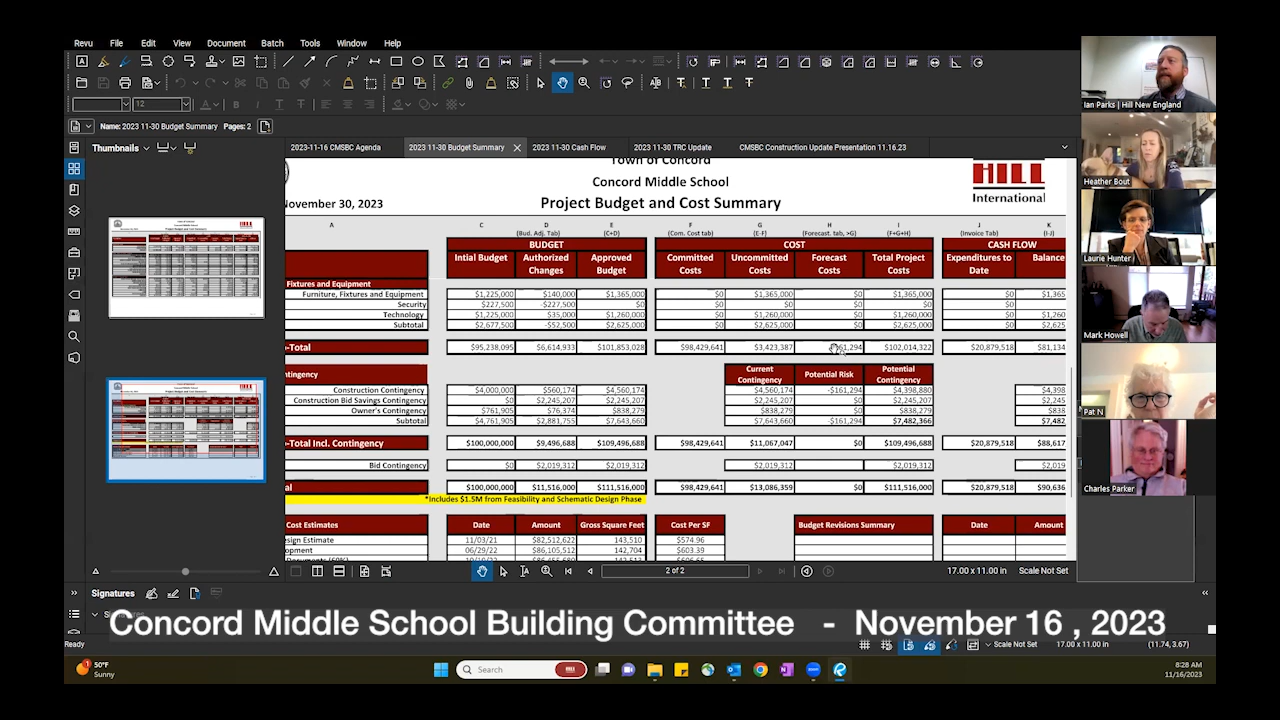 Revu File Edit View Document Batch Tools Window Help
12
Name: 2023 11-30 Budget Summary Pages: 2
Thumbnails
2023-11-16 CMSBC Agenda 2023 11-30 Budget Summary 2023 11-30 Cash Flow 2023 11-30 TRC Update CMSBC Construction Update Presentation 11.16.23
Town of Concord
Concord Middle School
November 30, 2023 Project Budget and Cost Summary
HILL
International
A C D E F G H I J K
(Bud. Adj. Tab) (C+D) (Com. Cost tab) (E-F) (Forecast. tab, >G) (F+G+H) (Invoice Tab) (I-J)
BUDGET COST CASH FLOW
Intial Budget Authorized Changes Approved Budget Committed Costs Uncommitted Costs Forecast Costs Total Project Costs Expenditures to Date Balance
Fixtures and Equipment
Furniture, Fixtures and Equipment $1,225,000 $140,000 $1,365,000 $0 $1,365,000 $0 $1,365,000 $0 $1,365
Security $227,500 -$227,500 $0 $0 $0 $0 $0 $0 $0
Technology $1,225,000 $35,000 $1,260,000 $0 $1,260,000 $0 $1,260,000 $0 $1,260
Subtotal $2,677,500 -$52,500 $2,625,000 $0 $2,625,000 $0 $2,625,000 $0 $2,625
-Total $95,238,095 $6,614,933 $101,853,028 $98,429,641 $3,423,387 61,294 $102,014,322 $20,879,518 $81,134
ntingency Current Contingency Potential Risk Potential Contingency
Construction Contingency $4,000,000 $560,174 $4,560,174 $4,560,174 -$161,294 $4,398,880 $4,398
Construction Bid Savings Contingency $0 $2,245,207 $2,245,207 $2,245,207 $0 $2,245,207 $2,245
Owner's Contingency $761,905 $76,374 $838,279 $838,279 $0 $838,279 $838
Subtotal $4,761,905 $2,881,755 $7,643,660 $7,643,660 -$161,294 $7,482,366 $7,482
-Total Incl. Contingency $100,000,000 $9,496,688 $109,496,688 $98,429,641 $11,067,047 $0 $109,496,688 $20,879,518 $88,617
Bid Contingency $0 $2,019,312 $2,019,312 $2,019,312 $0 $2,019,312 $2,019
al $100,000,000 $11,516,000 $111,516,000 $98,429,641 $13,086,359 $0 $111,516,000 $20,879,518 $90,636
*Includes $1.5M from Feasibility and Schematic Design Phase
Cost Estimates Date Amount Gross Square Feet Cost Per SF Budget Revisions Summary Date Amount
esign Estimate 11/03/21 $82,512,622 143,510 $574.96
elopment 06/29/22 $86,105,512 142,704 $603.39
2 of 2 17.00 x 11.00 in Scale Not Set
Signatures
Concord Middle School Building Committee - November 16 , 2023
Ready Scale Not Set 17.00 x 11.00 in (11.74, 3.67)
50°F
Sunny
Search
8:28 AM
11/16/2023
Ian Parks | Hill New England
Heather Bout
Laurie Hunter
Mark Howell
Pat N
Charles Parker